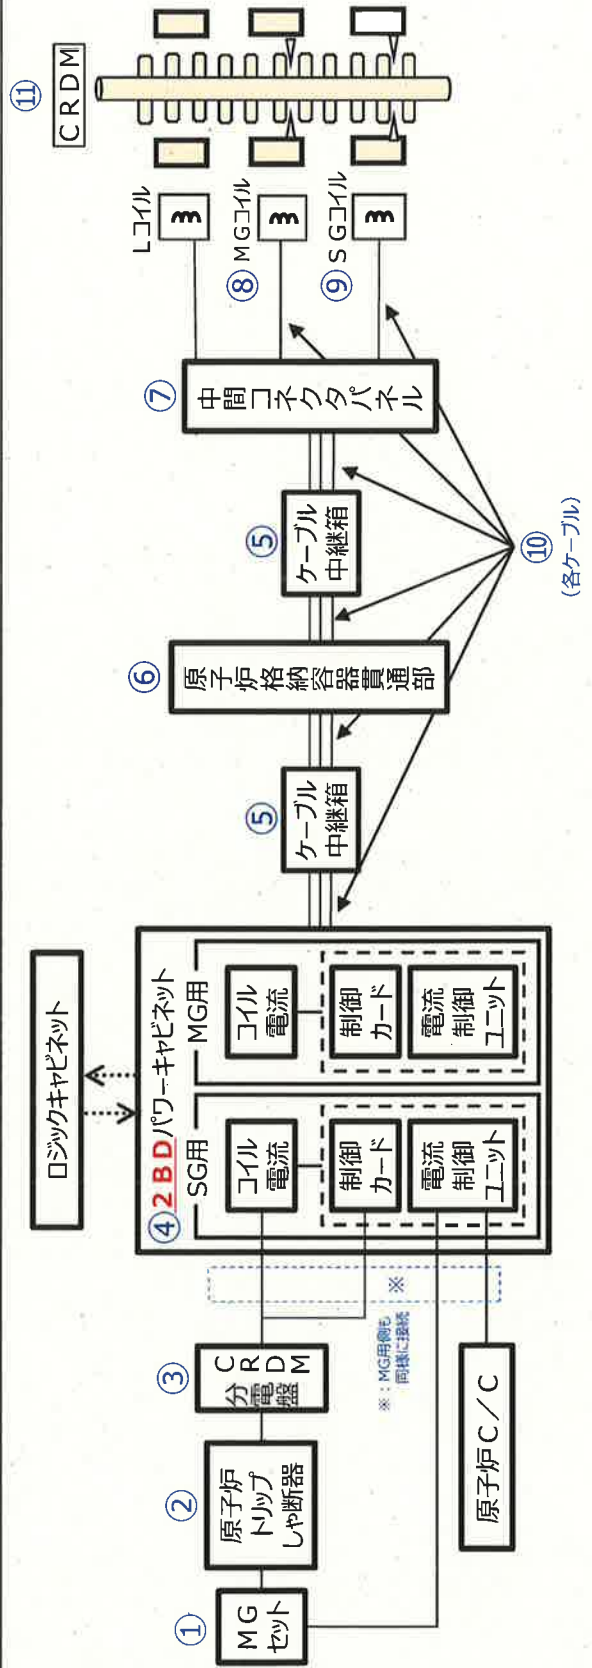 ①
MG
セット
②
原子炉
トリップ
しゃ断器
③
CRDM
分電盤
原子炉C/C
※
※：MG用側も
同様に接続
ロジックキャビネット
④2BDパワーキャビネット
SG用
コイル
電流
制御
カード
電流
制御
ユニット
MG用
コイル
電流
制御
カード
電流
制御
ユニット
⑤
ケーブル
中継箱
⑥
原子炉格納容器貫通部
⑤
ケーブル
中継箱
⑦
中間コネクタパネル
⑩
(各ケーブル)
Lコイル
⑧
MGコイル
⑨
SGコイル
⑪
CRDM